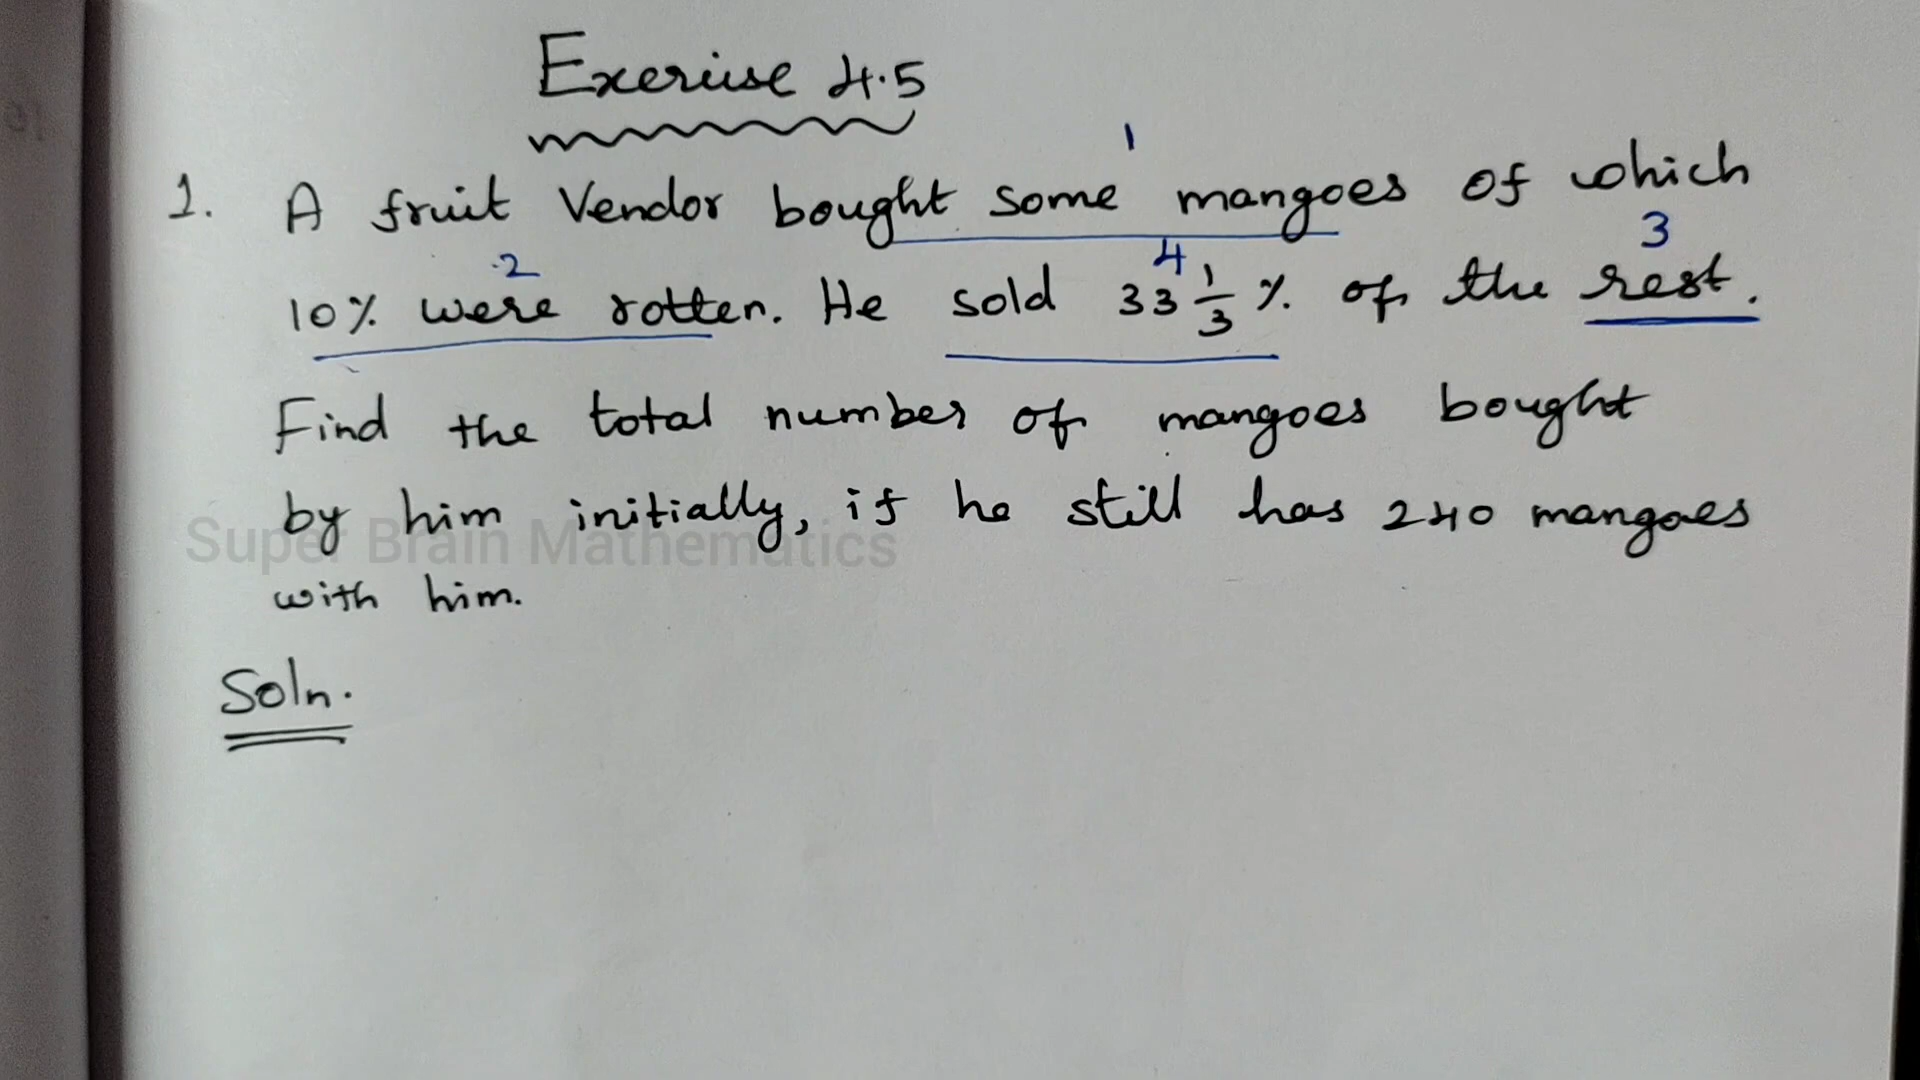 Exercise 4.5
1
1. A fruit Vendor bought some mangoes of which
2 4 3
10% were rotten. He sold 33 1/3 % of the rest.
Find the total number of mangoes bought
by him initially, if he still has 240 mangoes
Super Brain Mathematics
with him.
Soln.